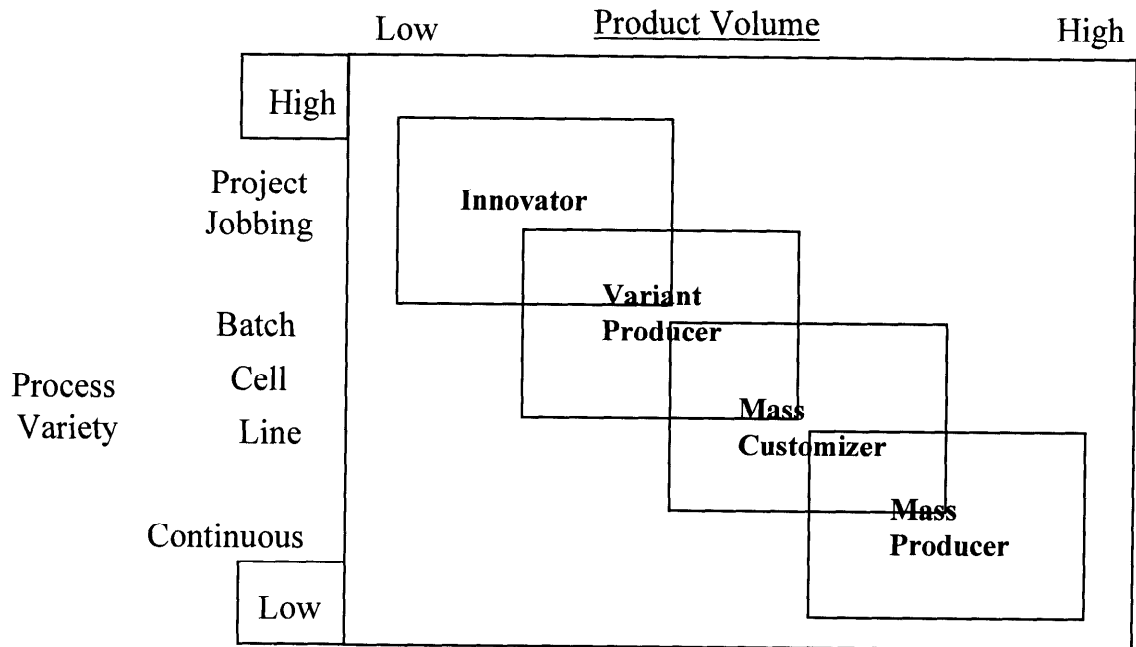 Low Product Volume High
High
Project
Jobbing
Innovator
Variant
Producer
Batch
Cell
Line
Process
Variety
Mass
Customizer
Mass
Producer
Continuous
Low